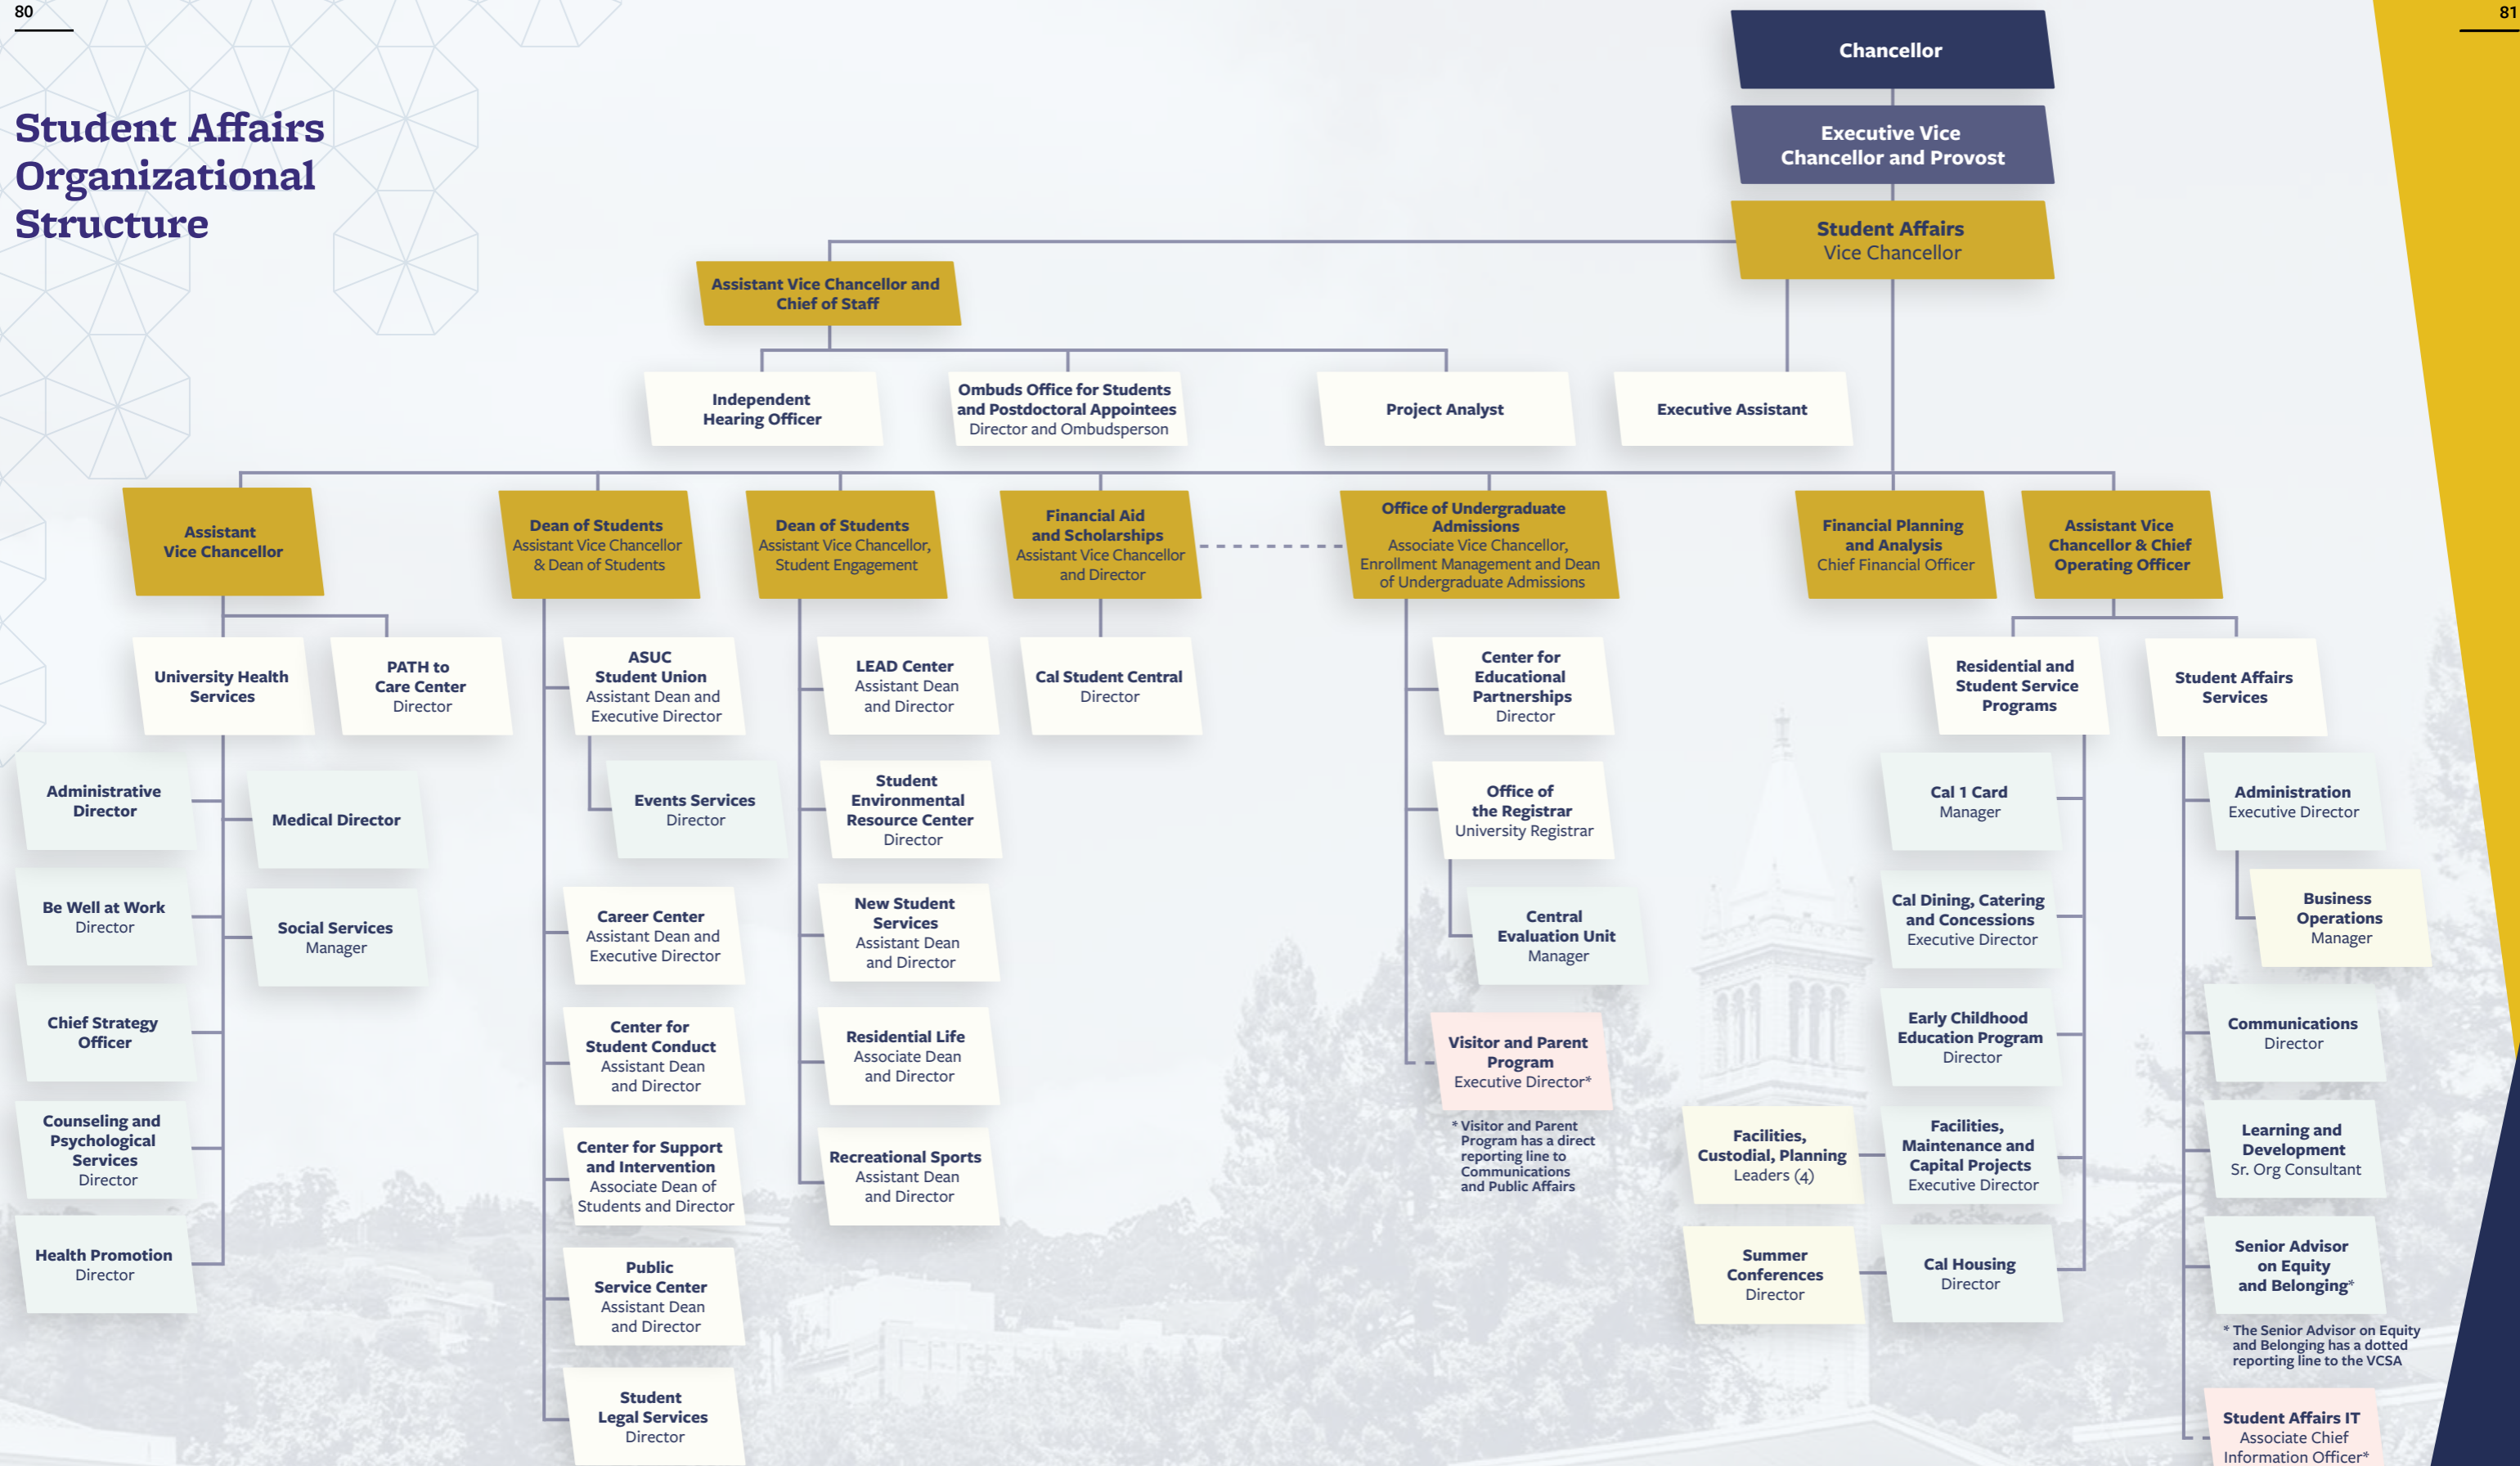 80
81
Student Affairs
Organizational
Structure
Chancellor
Executive Vice
Chancellor and Provost
Student Affairs
Vice Chancellor
Assistant Vice Chancellor and
Chief of Staff
Independent
Hearing Officer
Ombuds Office for Students
and Postdoctoral Appointees
Director and Ombudsperson
Project Analyst
Executive Assistant
Assistant
Vice Chancellor
Dean of Students
Assistant Vice Chancellor
& Dean of Students
Dean of Students
Assistant Vice Chancellor,
Student Engagement
Financial Aid
and Scholarships
Assistant Vice Chancellor
and Director
Office of Undergraduate
Admissions
Associate Vice Chancellor,
Enrollment Management and Dean
of Undergraduate Admissions
Financial Planning
and Analysis
Chief Financial Officer
Assistant Vice
Chancellor & Chief
Operating Officer
University Health
Services
PATH to
Care Center
Director
Administrative
Director
Medical Director
Be Well at Work
Director
Social Services
Manager
Chief Strategy
Officer
Counseling and
Psychological
Services
Director
Health Promotion
Director
ASUC
Student Union
Assistant Dean and
Executive Director
Events Services
Director
Career Center
Assistant Dean and
Executive Director
Center for
Student Conduct
Assistant Dean
and Director
Center for Support
and Intervention
Associate Dean of
Students and Director
Public
Service Center
Assistant Dean
and Director
Student
Legal Services
Director
LEAD Center
Assistant Dean
and Director
Student
Environmental
Resource Center
Director
New Student
Services
Assistant Dean
and Director
Residential Life
Associate Dean
and Director
Recreational Sports
Assistant Dean
and Director
Cal Student Central
Director
Center for
Educational
Partnerships
Director
Office of
the Registrar
University Registrar
Central
Evaluation Unit
Manager
Visitor and Parent
Program
Executive Director*
* Visitor and Parent
Program has a direct
reporting line to
Communications
and Public Affairs
Residential and
Student Service
Programs
Cal 1 Card
Manager
Cal Dining, Catering
and Concessions
Executive Director
Early Childhood
Education Program
Director
Facilities,
Custodial, Planning
Leaders (4)
Facilities,
Maintenance and
Capital Projects
Executive Director
Summer
Conferences
Director
Cal Housing
Director
Student Affairs
Services
Administration
Executive Director
Business
Operations
Manager
Communications
Director
Learning and
Development
Sr. Org Consultant
Senior Advisor
on Equity
and Belonging*
* The Senior Advisor on Equity
and Belonging has a dotted
reporting line to the VCSA
Student Affairs IT
Associate Chief
Information Officer*